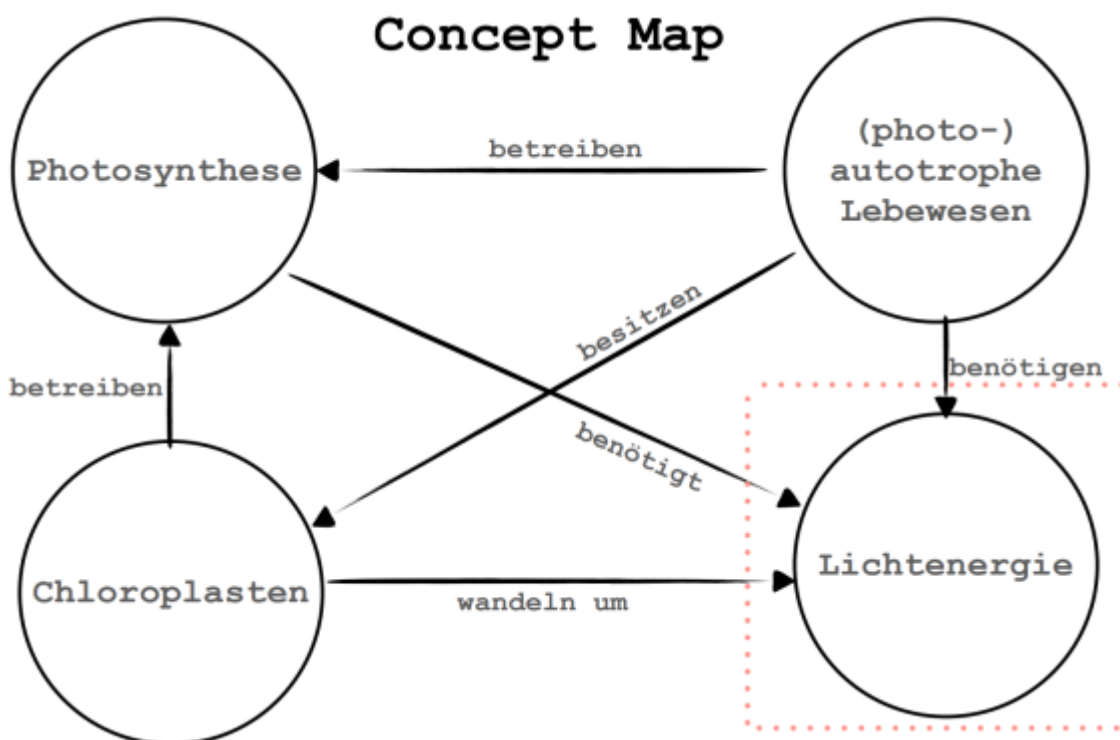 Concept Map
Photosynthese
betreiben
(photo-)
autotrophe
Lebewesen
besitzen
benötigen
betreiben
benötigt
Chloroplasten
wandeln um
Lichtenergie